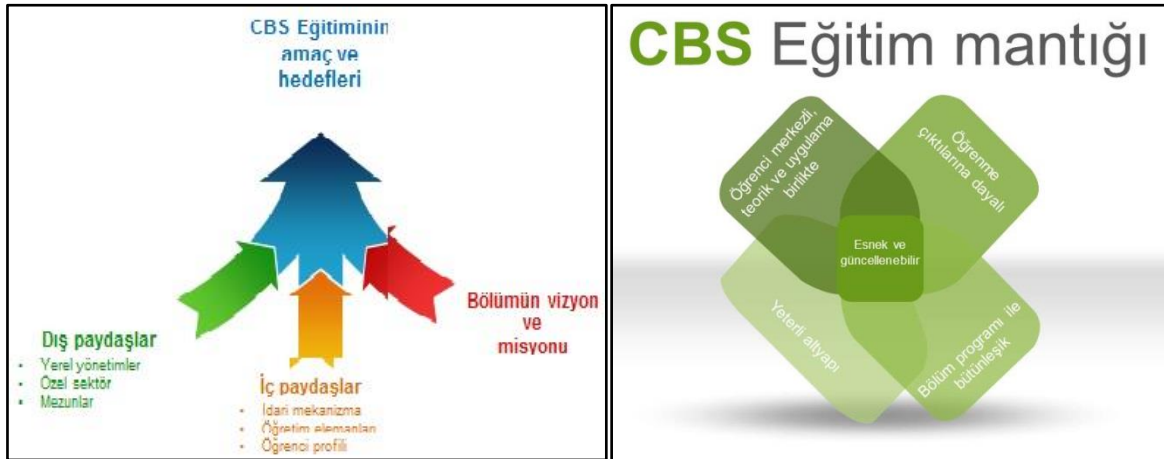 CBS Eğitiminin
amaç ve
hedefleri
Dış paydaşlar
• Yerel yönetimler
• Özel sektör
• Mezunlar
İç paydaşlar
• İdari mekanizma
• Öğretim elemanları
• Öğrenci profili
Bölümün vizyon
ve
misyonu
CBS Eğitim mantığı
Öğrenci merkezli,
teorik ve uygulama
birlikte
Öğrenme
çıktılarına dayalı
Esnek ve
güncellenebilir
Yeterli altyapı
Bölüm programı ile
bütünleşik